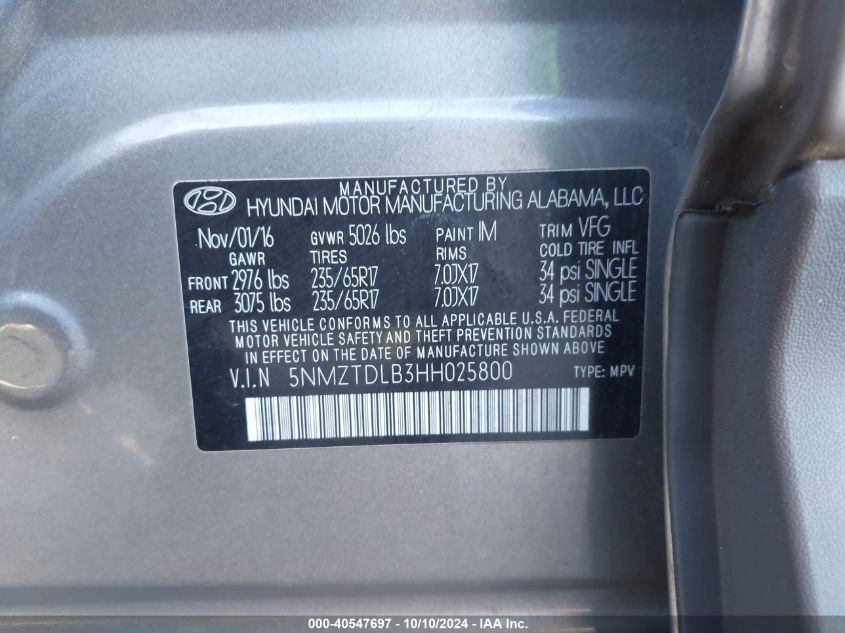 MANUFACTURED BY
HYUNDAI MOTOR MANUFACTURING ALABAMA, LLC
Nov/01/16 GVWR 5026 lbs PAINT IM TRIM VFG
GAWR TIRES RIMS COLD TIRE INFL
FRONT 2976 lbs 235/65R17 7.0JX17 34 psi SINGLE
REAR 3075 lbs 235/65R17 7.0JX17 34 psi SINGLE
THIS VEHICLE CONFORMS TO ALL APPLICABLE U.S.A. FEDERAL
MOTOR VEHICLE SAFETY AND THEFT PREVENTION STANDARDS
IN EFFECT ON THE DATE OF MANUFACTURE SHOWN ABOVE
V.I.N 5NMZTDLB3HH025800 TYPE: MPV
000-40547697 - 10/10/2024 - IAA Inc.